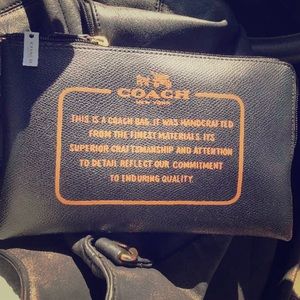 COACH
NEW YORK
THIS IS A COACH BAG. IT WAS HANDCRAFTED
FROM THE FINEST MATERIALS. ITS
SUPERIOR CRAFTSMANSHIP AND ATTENTION
TO DETAIL REFLECT OUR COMMITMENT
TO ENDURING QUALITY.